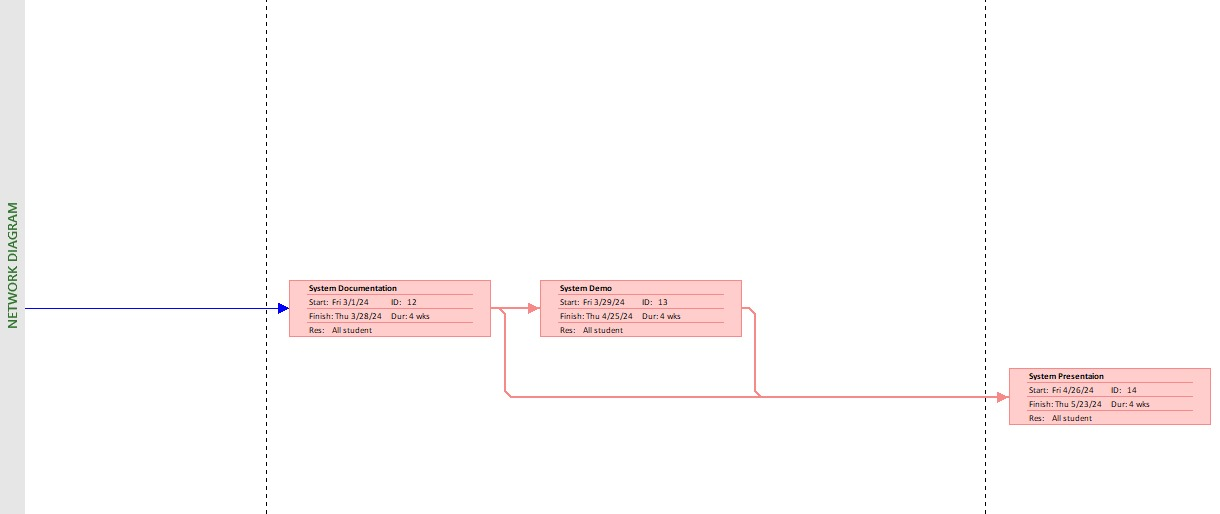 NETWORK DIAGRAM
System Documentation
Start: Fri 3/1/24 ID: 12
Finish: Thu 3/28/24 Dur: 4 wks
Res: All student
System Demo
Start: Fri 3/29/24 ID: 13
Finish: Thu 4/25/24 Dur: 4 wks
Res: All student
System Presentaion
Start: Fri 4/26/24 ID: 14
Finish: Thu 5/23/24 Dur: 4 wks
Res: All student